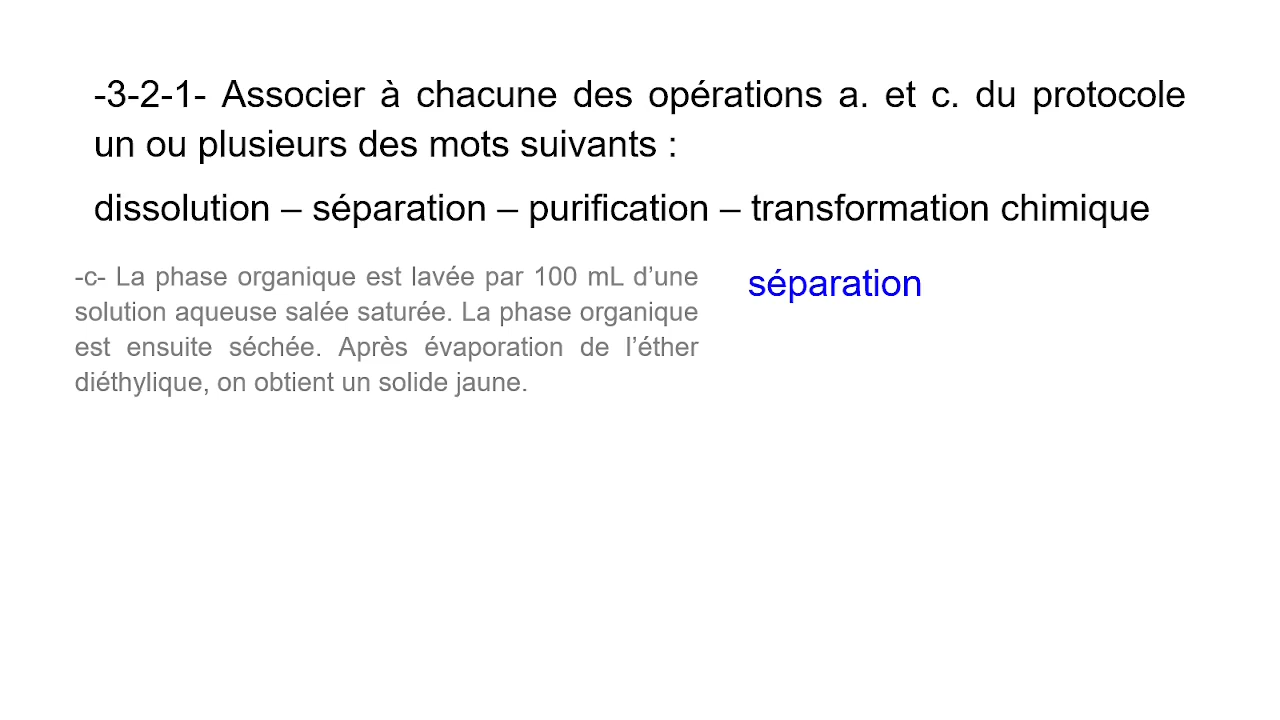 -3-2-1- Associer à chacune des opérations a. et c. du protocole
un ou plusieurs des mots suivants :
dissolution – séparation – purification – transformation chimique
-c- La phase organique est lavée par 100 mL d’une
solution aqueuse salée saturée. La phase organique
est ensuite séchée. Après évaporation de l’éther
diéthylique, on obtient un solide jaune.
séparation